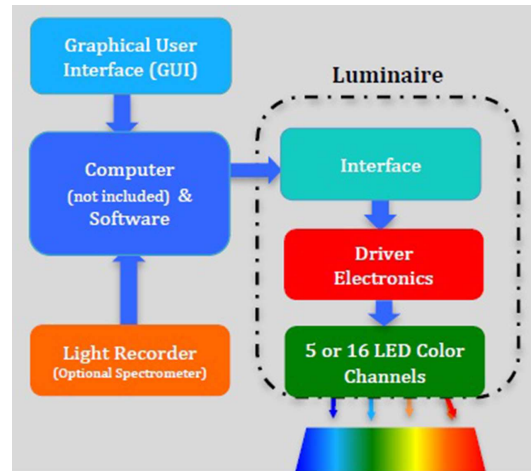 Graphical User
Interface (GUI)
Computer
(not included) &
Software
Light Recorder
(Optional Spectrometer)
Luminaire
Interface
Driver
Electronics
5 or 16 LED Color
Channels